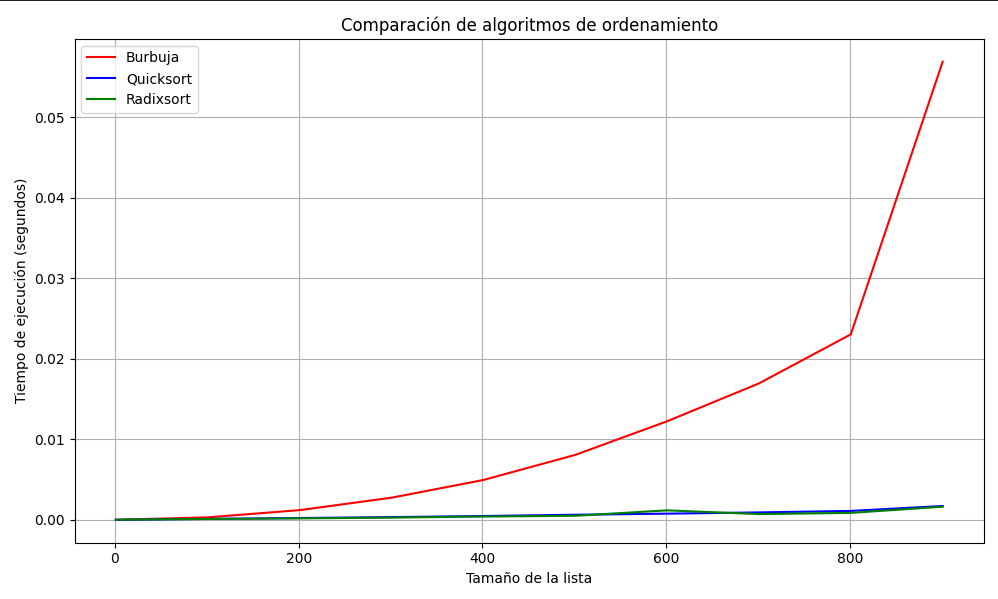 Comparación de algoritmos de ordenamiento
Burbuja
Quicksort
Radixsort
Tiempo de ejecución (segundos)
0.05
0.04
0.03
0.02
0.01
0.00
0
200
400
600
800
Tamaño de la lista